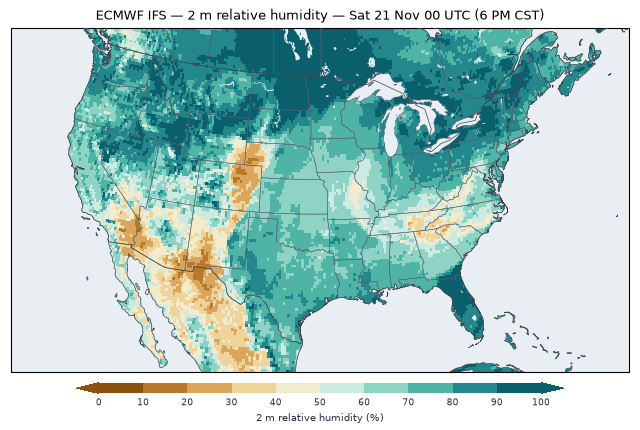 ECMWF IFS — 2 m relative humidity — Sat 21 Nov 00 UTC (6 PM CST)
0 10 20 30 40 50 60 70 80 90 100
2 m relative humidity (%)